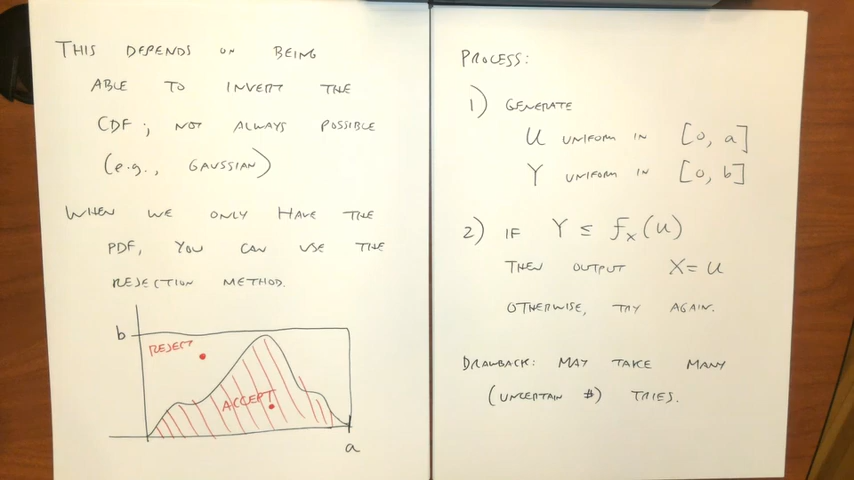 THIS DEPENDS ON BEING
ABLE TO INVERT THE
CDF; NOT ALWAYS POSSIBLE
(e.g., GAUSSIAN)
WHEN WE ONLY HAVE THE
PDF, YOU CAN USE THE
REJECTION METHOD.
b
REJECT
ACCEPT
a
PROCESS:
1) GENERATE
U UNIFORM IN [0, a]
Y UNIFORM IN [0, b]
2) IF Y ≤ fₓ(U)
THEN OUTPUT X=U
OTHERWISE, TRY AGAIN.
DRAWBACK: MAY TAKE MANY
(UNCERTAIN #) TRIES.